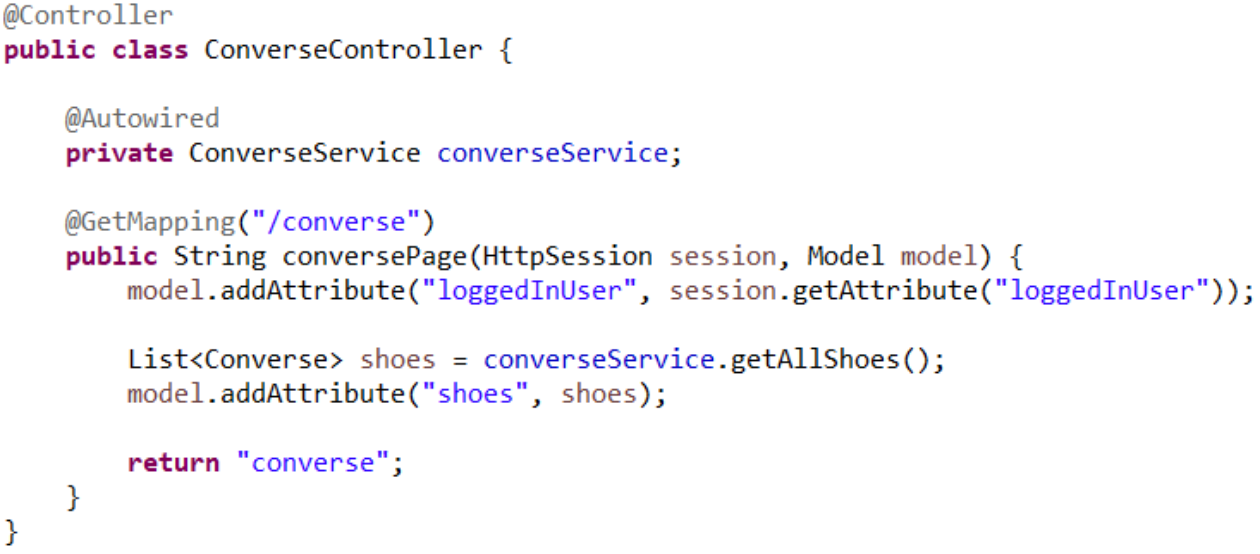 @Controller
public class ConverseController {
@Autowired
private ConverseService converseService;
@GetMapping("/converse")
public String conversePage(HttpSession session, Model model) {
model.addAttribute("loggedInUser", session.getAttribute("loggedInUser"));
List<Converse> shoes = converseService.getAllShoes();
model.addAttribute("shoes", shoes);
return "converse";
}
}